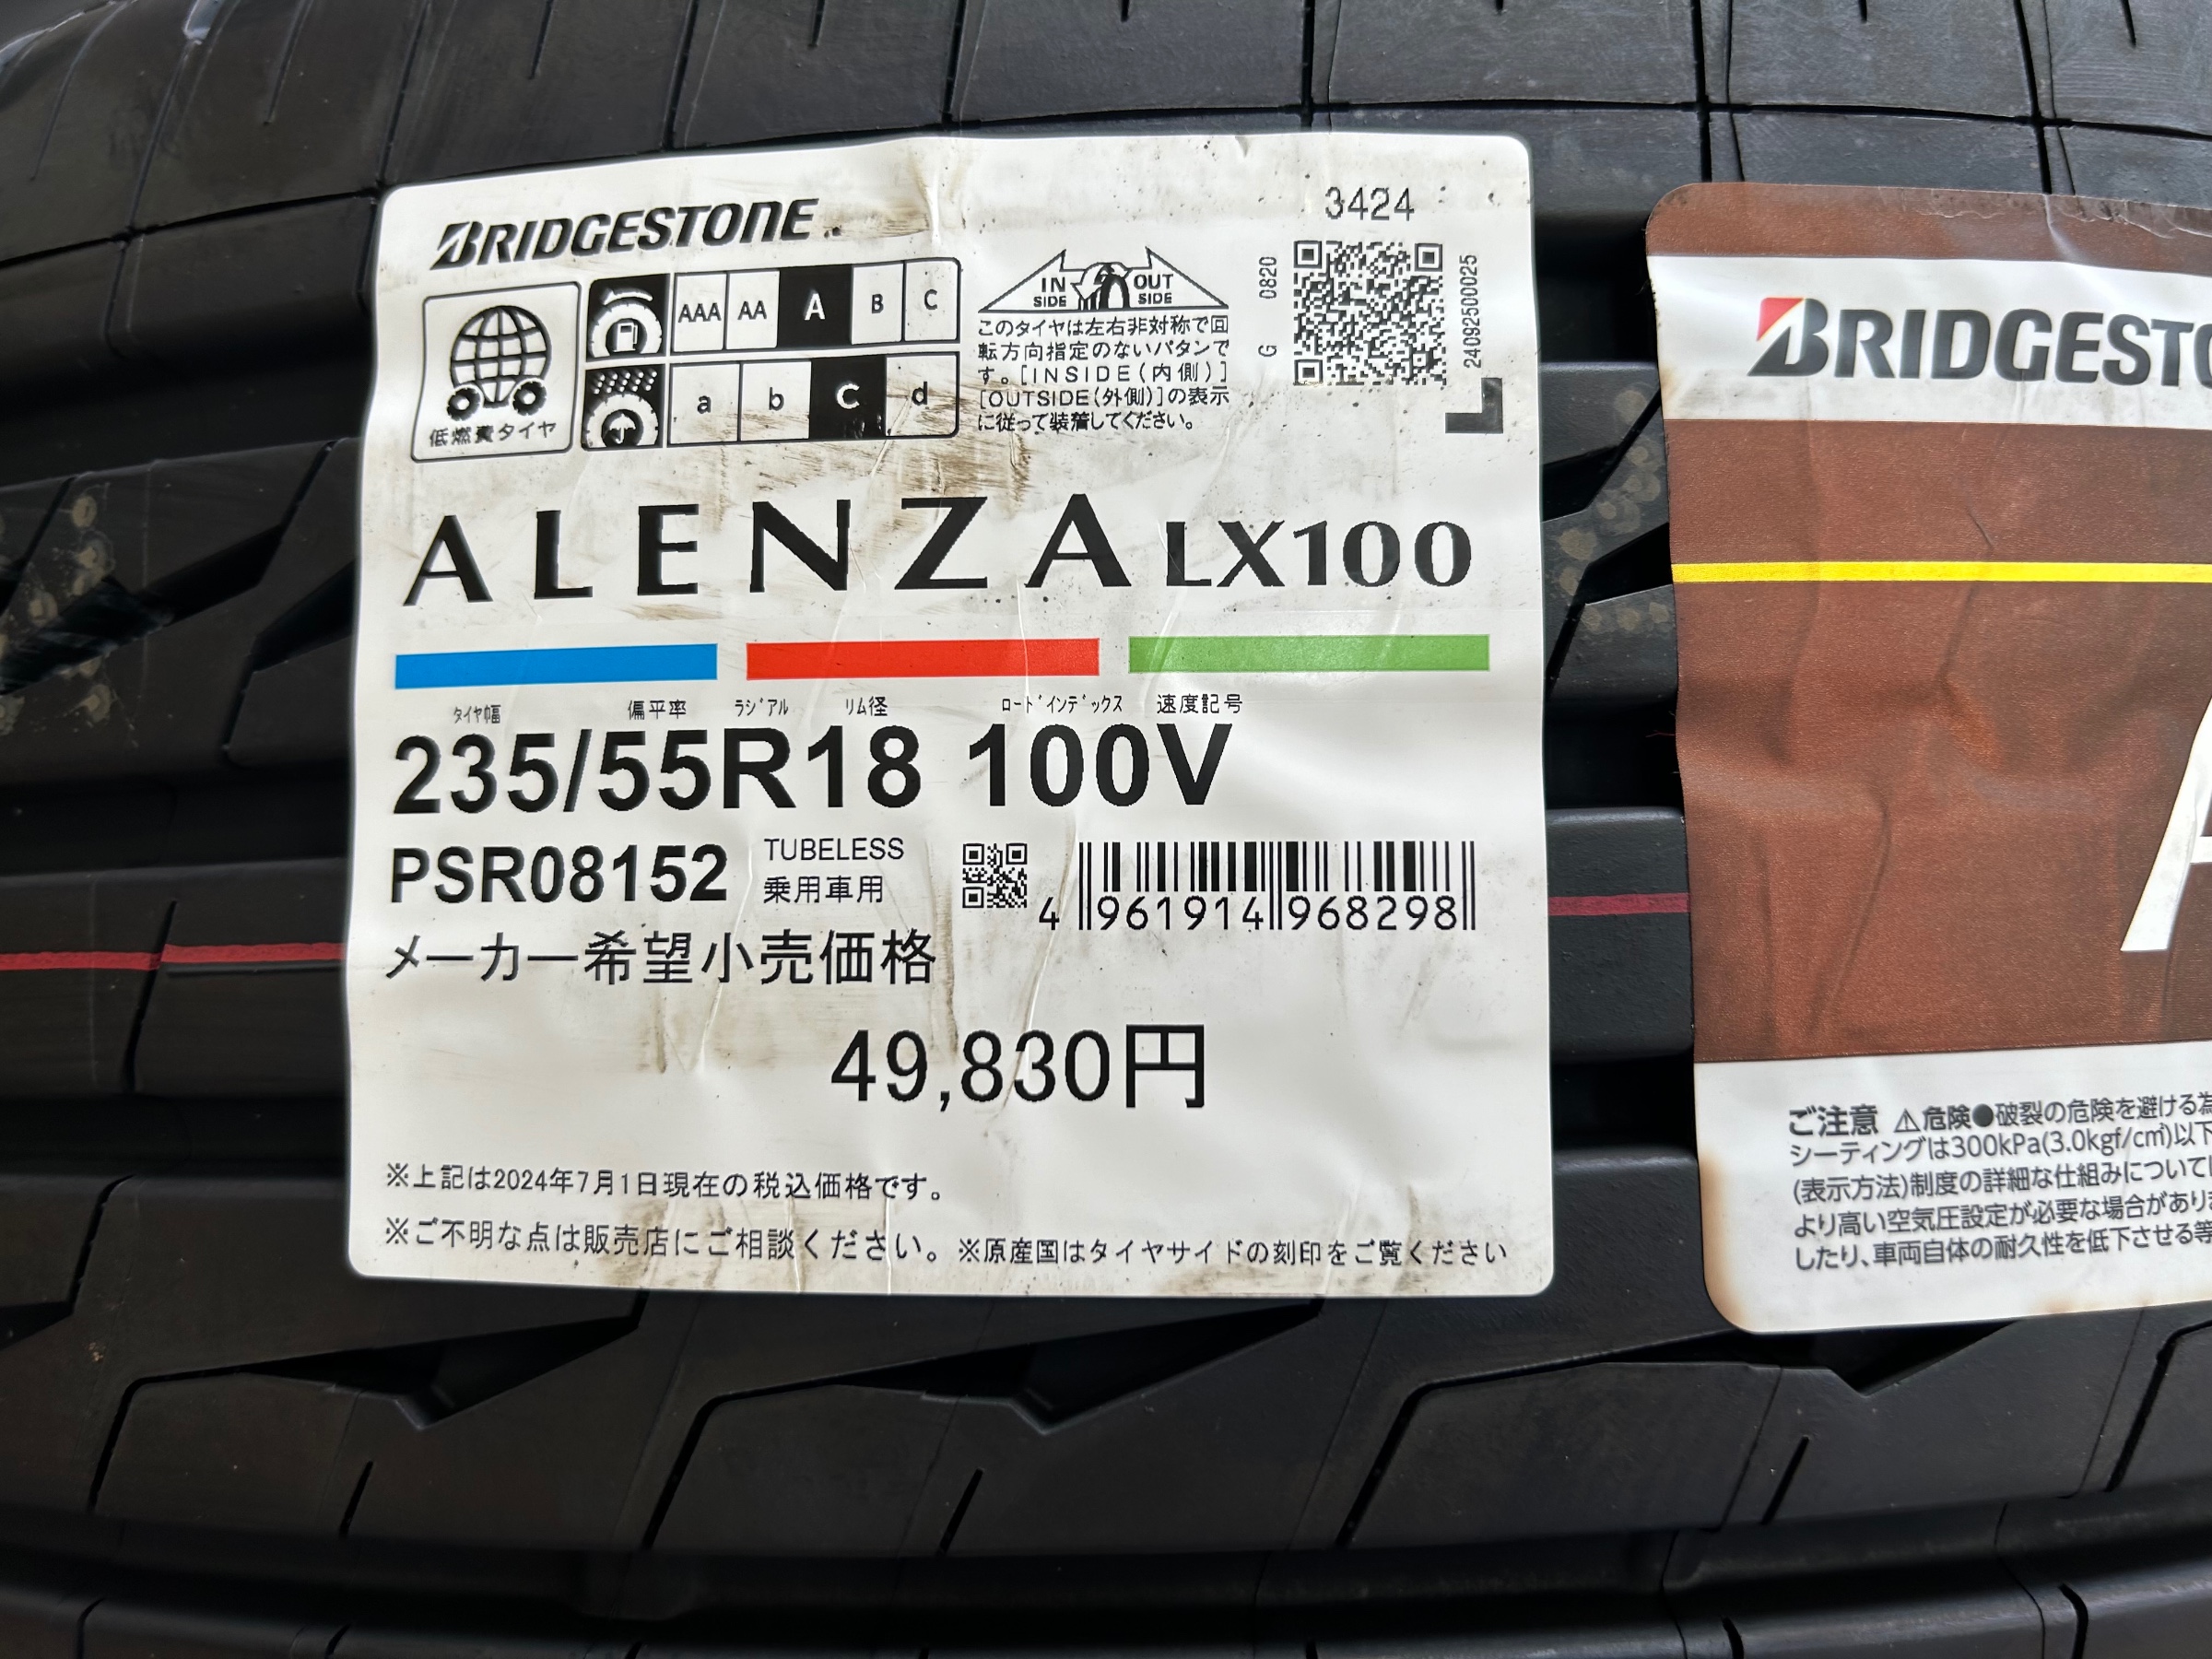 BRIDGESTONE
3424
AAA AA A B C
a b c d
低燃費タイヤ
IN SIDE OUT SIDE
このタイヤは左右非対称で回
転方向指定のないパタンで
す。[INSIDE(内側)]
[OUTSIDE(外側)]の表示
に従って装着してください。
G 0820
2409250025
ALENZA LX100
タイヤ幅 偏平率 ラジアル リム径 ロードインデックス 速度記号
235/55R18 100V
PSR08152 TUBELESS
乗用車用
4 961914 968298
メーカー希望小売価格
49,830円
※上記は2024年7月1日現在の税込価格です。
※ご不明な点は販売店にご相談ください。 ※原産国はタイヤサイドの刻印をご覧ください
BRIDGESTO
A
ご注意 ⚠危険●破裂の危険を避ける為
シーティングは300kPa(3.0kgf/c㎡)以下
(表示方法)制度の詳細な仕組みについては
より高い空気圧設定が必要な場合があり
したり、車両自体の耐久性を低下させる等